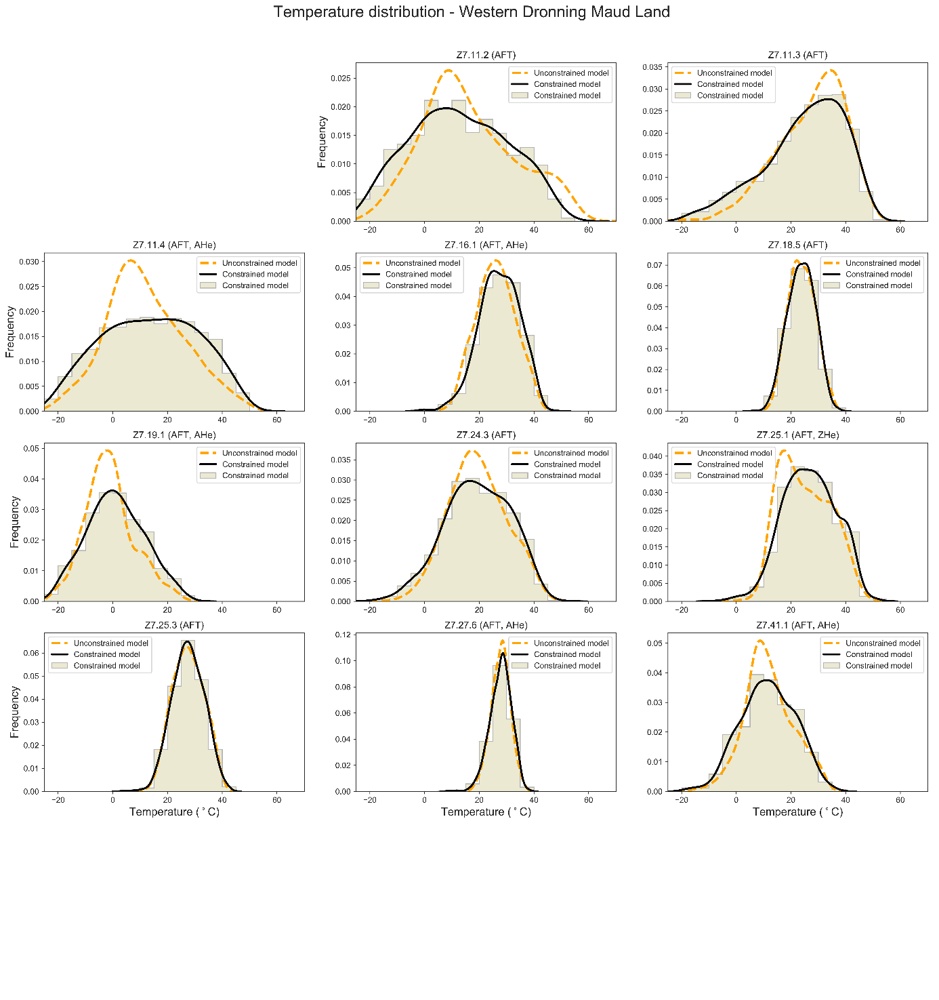 Temperature distribution - Western Dronning Maud Land
Z7.11.2 (AFT)
Unconstrained model
Constrained model
Constrained model
Frequency
0.025
0.020
0.015
0.010
0.005
0.000
−20 0 20 40 60
Z7.11.3 (AFT)
Unconstrained model
Constrained model
Constrained model
0.035
0.030
0.025
0.020
0.015
0.010
0.005
0.000
−20 0 20 40 60
Z7.11.4 (AFT, AHe)
Unconstrained model
Constrained model
Constrained model
Frequency
0.030
0.025
0.020
0.015
0.010
0.005
0.000
−20 0 20 40 60
Z7.16.1 (AFT, AHe)
Unconstrained model
Constrained model
Constrained model
0.05
0.04
0.03
0.02
0.01
0.00
−20 0 20 40 60
Z7.18.5 (AFT)
Unconstrained model
Constrained model
Constrained model
0.07
0.06
0.05
0.04
0.03
0.02
0.01
0.00
−20 0 20 40 60
Z7.19.1 (AFT, AHe)
Unconstrained model
Constrained model
Constrained model
Frequency
0.05
0.04
0.03
0.02
0.01
0.00
−20 0 20 40 60
Z7.24.3 (AFT)
Unconstrained model
Constrained model
Constrained model
0.035
0.030
0.025
0.020
0.015
0.010
0.005
0.000
−20 0 20 40 60
Z7.25.1 (AFT, ZHe)
Unconstrained model
Constrained model
Constrained model
0.040
0.035
0.030
0.025
0.020
0.015
0.010
0.005
0.000
−20 0 20 40 60
Z7.25.3 (AFT)
Unconstrained model
Constrained model
Constrained model
Frequency
0.06
0.05
0.04
0.03
0.02
0.01
0.00
−20 0 20 40 60
Temperature (°C)
Z7.27.6 (AFT, AHe)
Unconstrained model
Constrained model
Constrained model
0.12
0.10
0.08
0.06
0.04
0.02
0.00
−20 0 20 40 60
Temperature (°C)
Z7.41.1 (AFT, AHe)
Unconstrained model
Constrained model
Constrained model
0.05
0.04
0.03
0.02
0.01
0.00
−20 0 20 40 60
Temperature (°C)